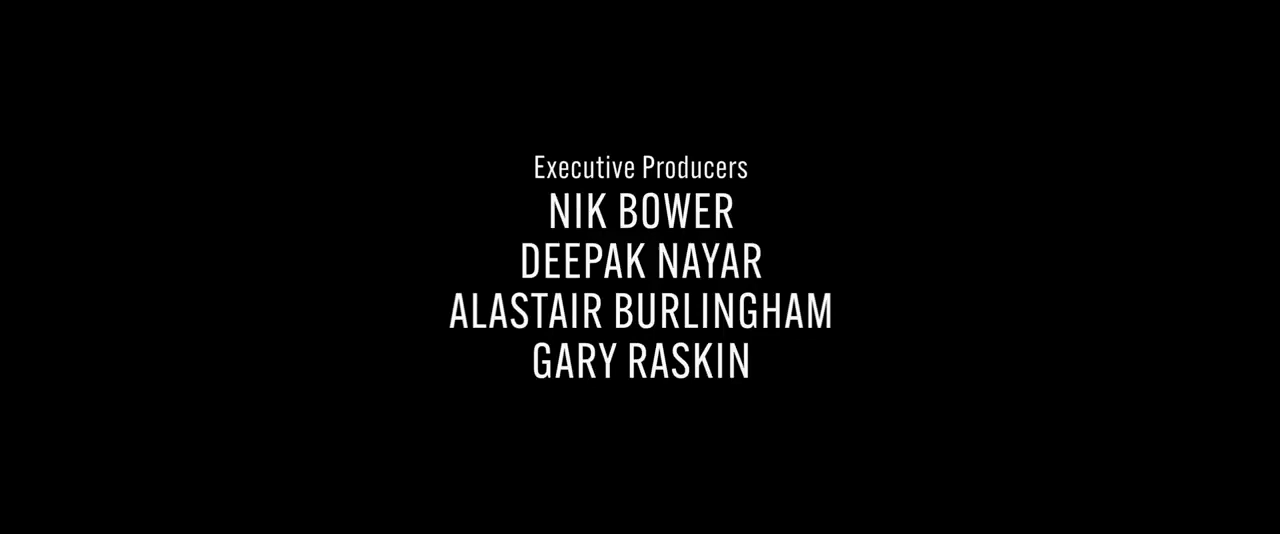 Executive Producers
NIK BOWER
DEEPAK NAYAR
ALASTAIR BURLINGHAM
GARY RASKIN